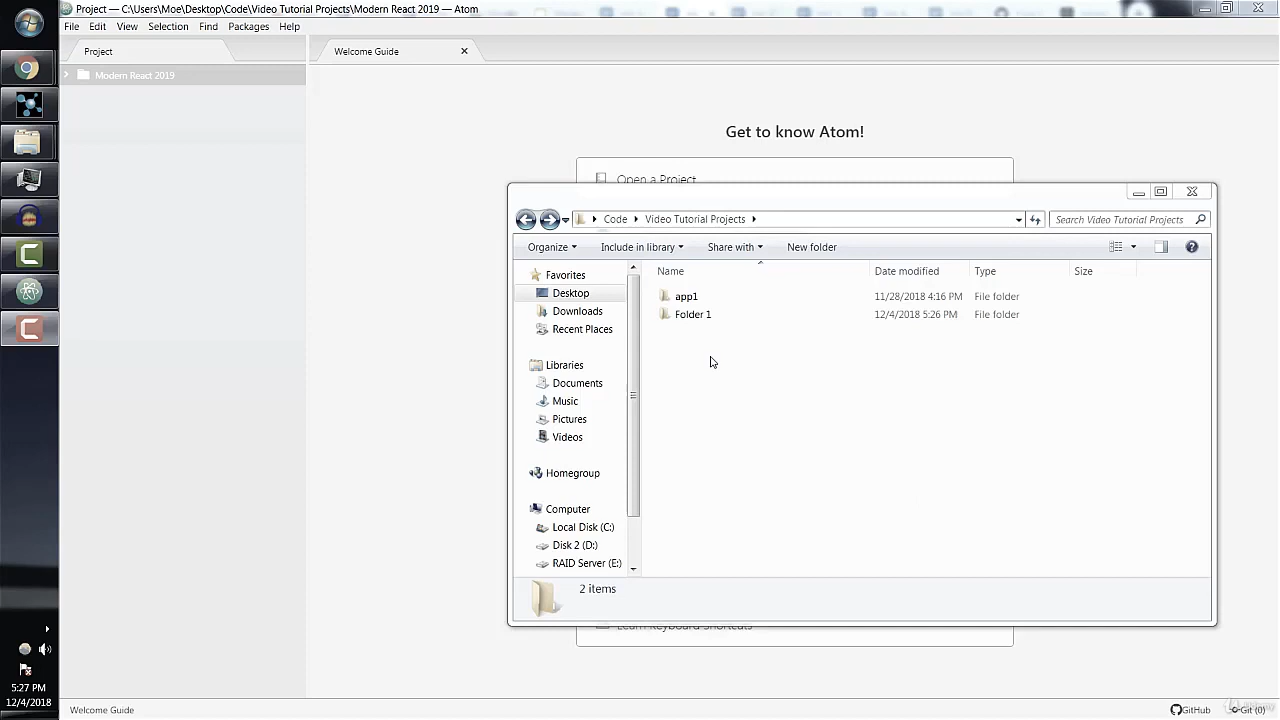 Project — C:\Users\Moe\Desktop\Code\Video Tutorial Projects\Modern React 2019 — Atom
File Edit View Selection Find Packages Help
Project
Welcome Guide
Modern React 2019
Get to know Atom!
Open a Project
Code Video Tutorial Projects
Search Video Tutorial Projects
Organize Include in library Share with New folder
Name Date modified Type Size
app1 11/28/2018 4:16 PM File folder
Folder 1 12/4/2018 5:26 PM File folder
Favorites
Desktop
Downloads
Recent Places
Libraries
Documents
Music
Pictures
Videos
Homegroup
Computer
Local Disk (C:)
Disk 2 (D:)
RAID Server (E:)
2 items
Learn Keyboard Shortcuts
5:27 PM
12/4/2018
Welcome Guide
GitHub
Git (0)